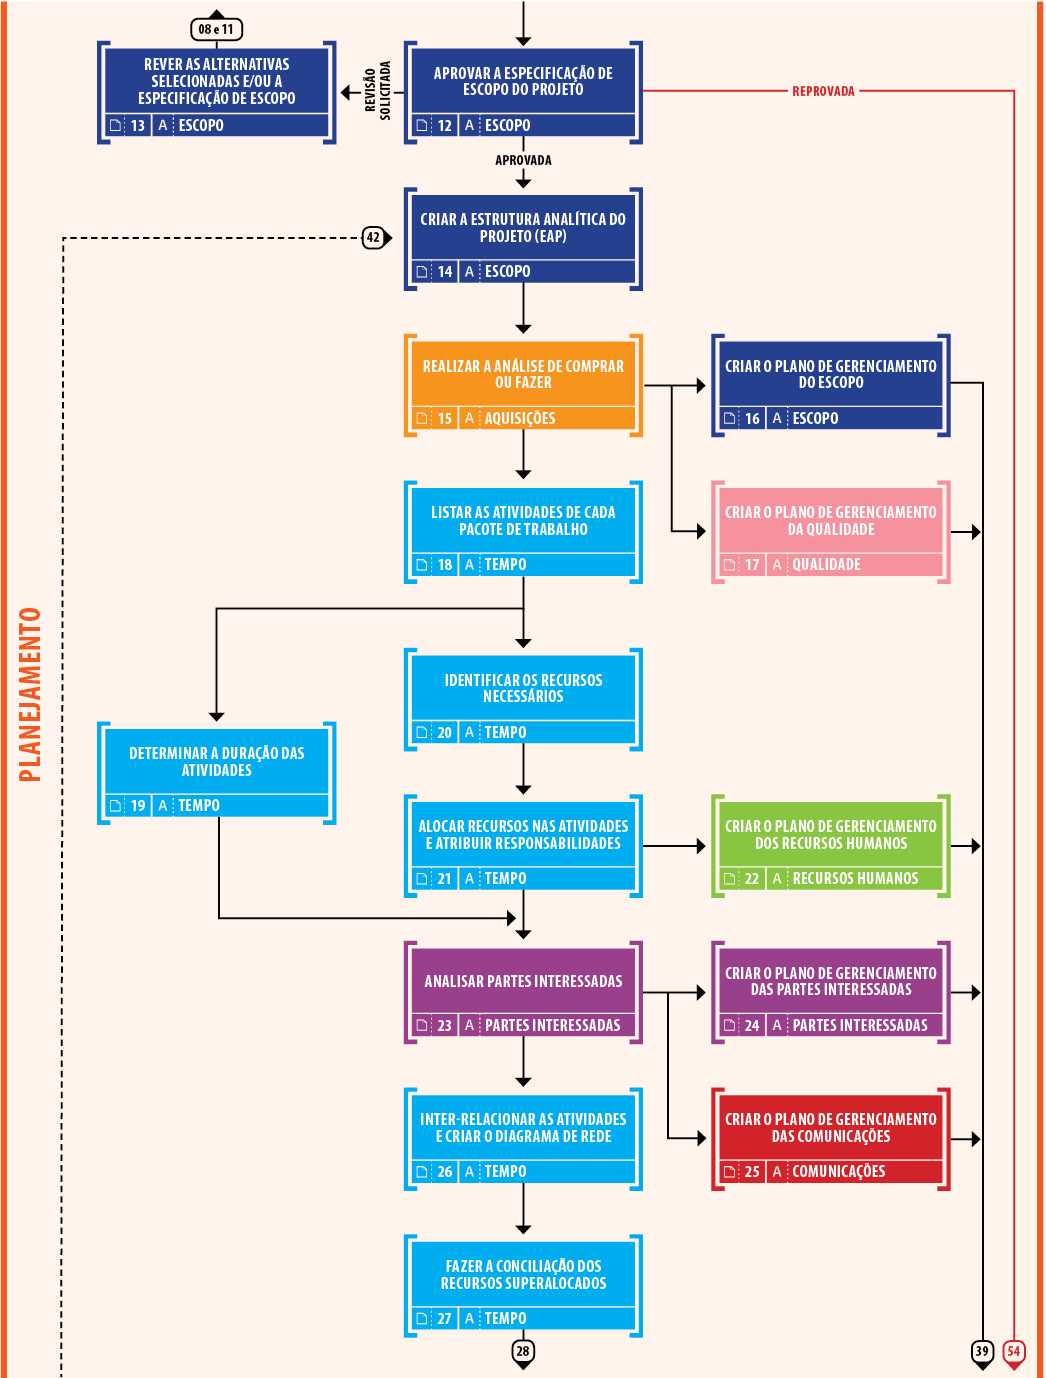 08 e 11
REVER AS ALTERNATIVAS
SELECIONADAS E/OU A
ESPECIFICAÇÃO DE ESCOPO
13 A ESCOPO
REVISÃO
SOLICITADA
APROVAR A ESPECIFICAÇÃO DE
ESCOPO DO PROJETO
12 A ESCOPO
REPROVADA
APROVADA
CRIAR A ESTRUTURA ANALÍTICA DO
PROJETO (EAP)
14 A ESCOPO
42
REALIZAR A ANÁLISE DE COMPRAR
OU FAZER
15 A AQUISIÇÕES
CRIAR O PLANO DE GERENCIAMENTO
DO ESCOPO
16 A ESCOPO
LISTAR AS ATIVIDADES DE CADA
PACOTE DE TRABALHO
18 A TEMPO
CRIAR O PLANO DE GERENCIAMENTO
DA QUALIDADE
17 A QUALIDADE
PLANEJAMENTO
IDENTIFICAR OS RECURSOS
NECESSÁRIOS
20 A TEMPO
DETERMINAR A DURAÇÃO DAS
ATIVIDADES
19 A TEMPO
ALOCAR RECURSOS NAS ATIVIDADES
E ATRIBUIR RESPONSABILIDADES
21 A TEMPO
CRIAR O PLANO DE GERENCIAMENTO
DOS RECURSOS HUMANOS
22 A RECURSOS HUMANOS
ANALISAR PARTES INTERESSADAS
23 A PARTES INTERESSADAS
CRIAR O PLANO DE GERENCIAMENTO
DAS PARTES INTERESSADAS
24 A PARTES INTERESSADAS
INTER-RELACIONAR AS ATIVIDADES
E CRIAR O DIAGRAMA DE REDE
26 A TEMPO
CRIAR O PLANO DE GERENCIAMENTO
DAS COMUNICAÇÕES
25 A COMUNICAÇÕES
FAZER A CONCILIAÇÃO DOS
RECURSOS SUPERALOCADOS
27 A TEMPO
28
39
54